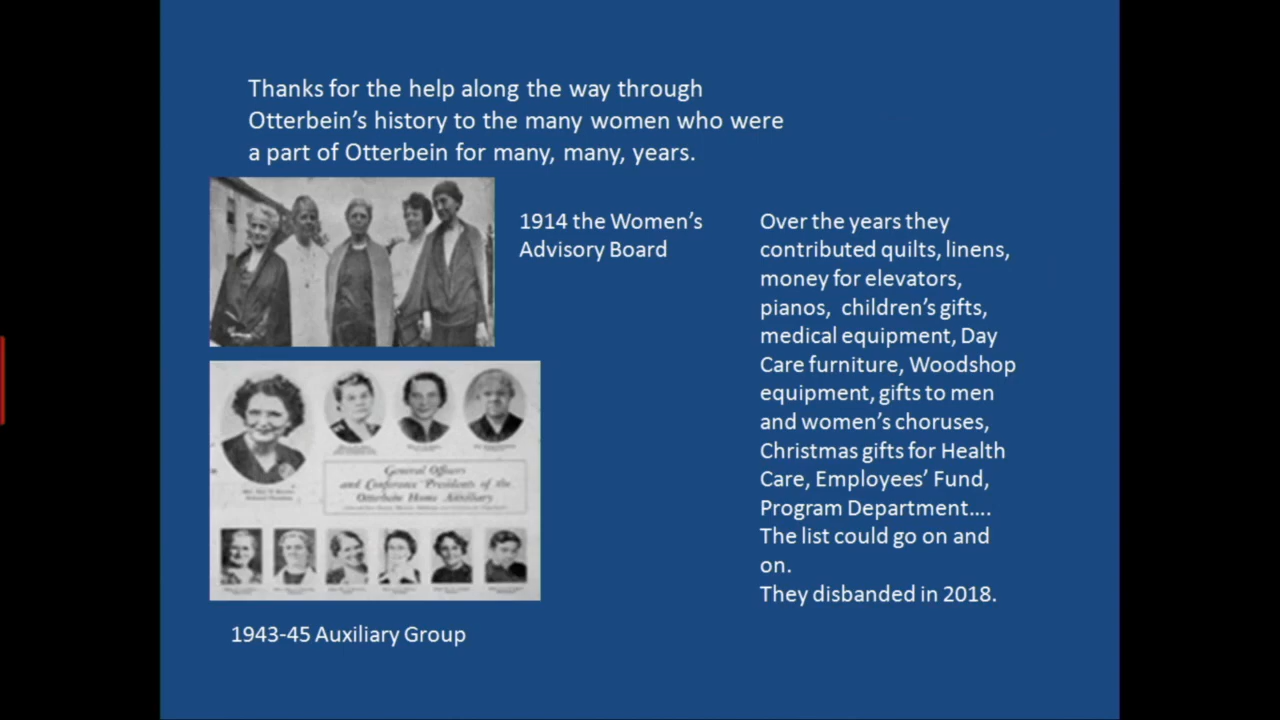 Thanks for the help along the way through
Otterbein's history to the many women who were
a part of Otterbein for many, many, years.
1914 the Women's
Advisory Board
Over the years they
contributed quilts, linens,
money for elevators,
pianos, children's gifts,
medical equipment, Day
Care furniture, Woodshop
equipment, gifts to men
and women's choruses,
Christmas gifts for Health
Care, Employees' Fund,
Program Department....
The list could go on and
on.
They disbanded in 2018.
General Officers
and Conference Presidents of the
Otterbein Home Auxiliary
1943-45 Auxiliary Group